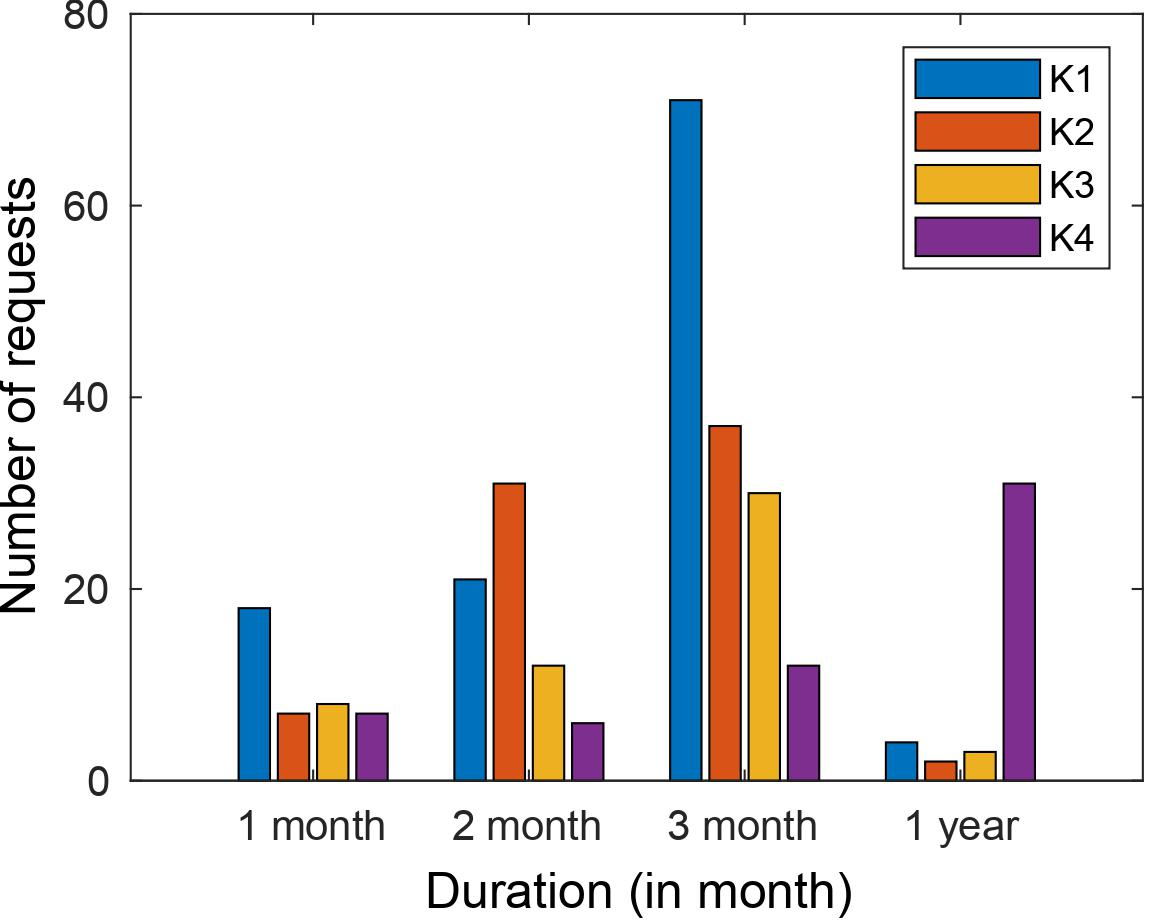 80
60
40
20
0
Number of requests
K1
K2
K3
K4
1 month 2 month 3 month 1 year
Duration (in month)